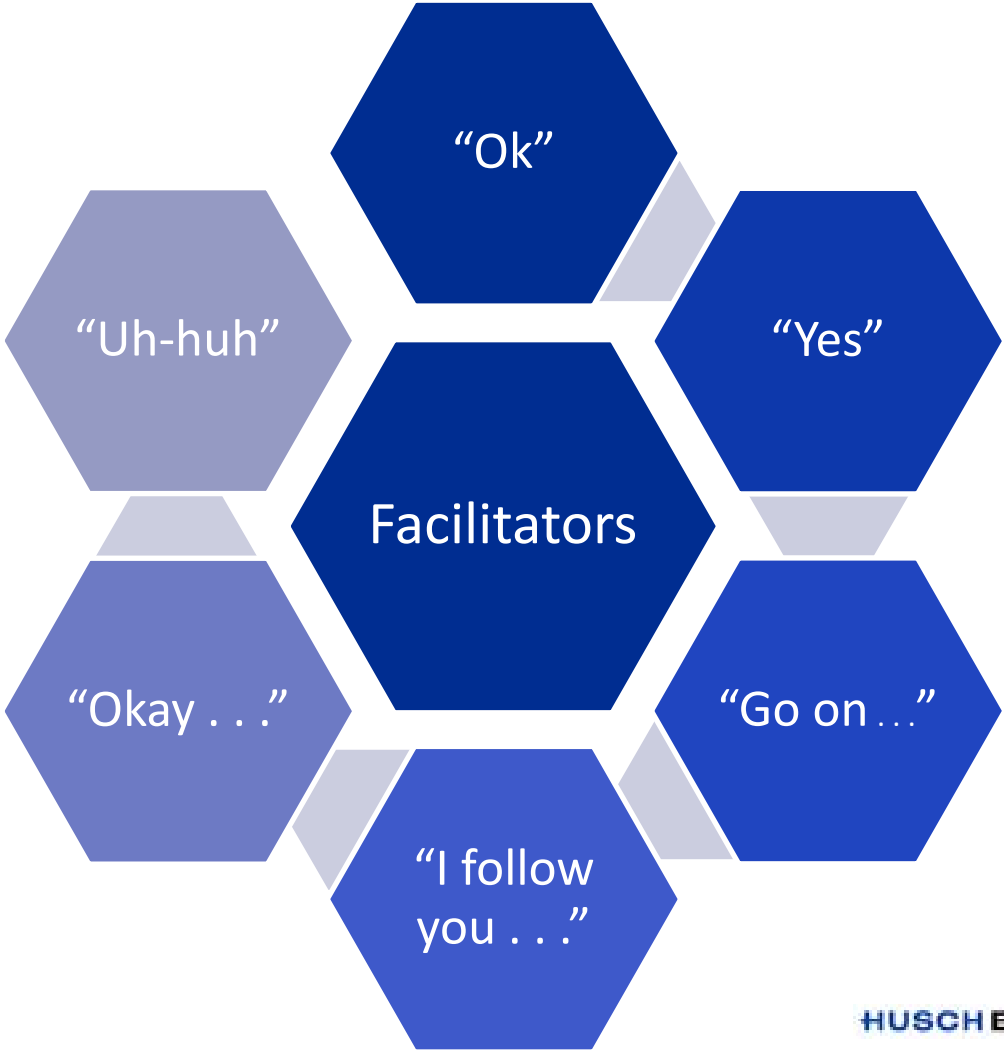 “Ok”
“Uh-huh”
“Yes”
Facilitators
“Okay . . .”
“Go on . . .”
“I follow
you . . .”
HUSCH E